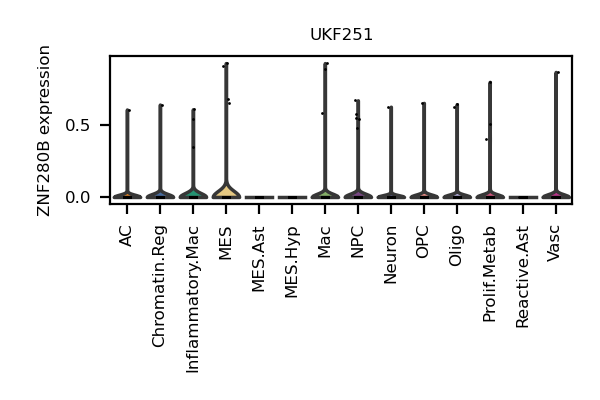 UKF251
ZNF280B expression
0.5
0.0
AC
Chromatin.Reg
Inflammatory.Mac
MES
MES.Ast
MES.Hyp
Mac
NPC
Neuron
OPC
Oligo
Prolif.Metab
Reactive.Ast
Vasc